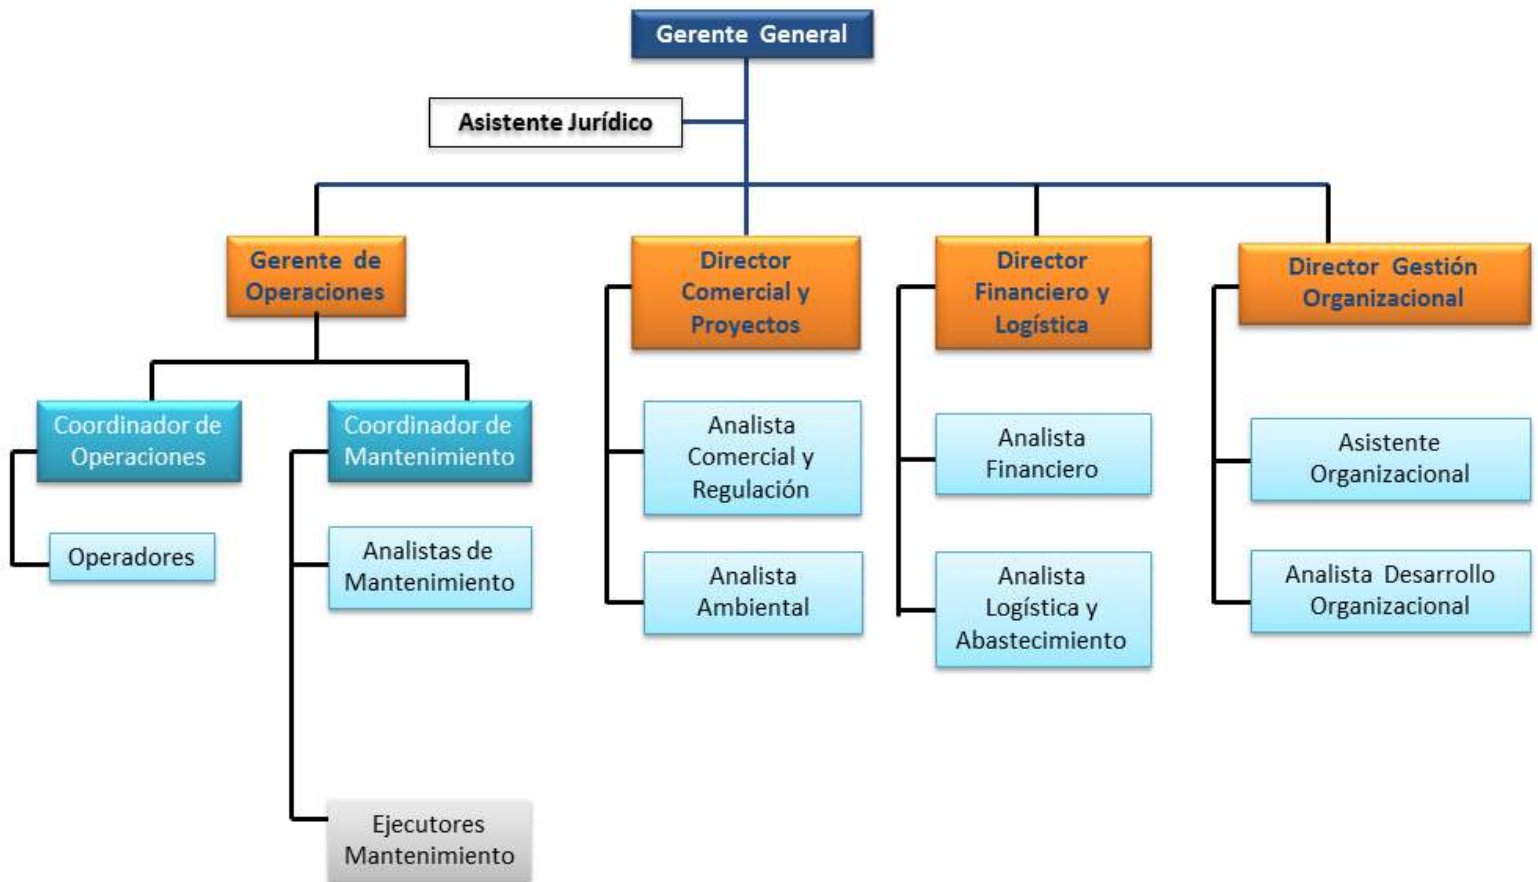 Gerente General
Asistente Jurídico
Gerente de
Operaciones
Director
Comercial y
Proyectos
Director
Financiero y
Logística
Director Gestión
Organizacional
Coordinador de
Operaciones
Coordinador de
Mantenimiento
Analista
Comercial y
Regulación
Analista
Financiero
Asistente
Organizacional
Operadores
Analistas de
Mantenimiento
Analista
Ambiental
Analista
Logística y
Abastecimiento
Analista Desarrollo
Organizacional
Ejecutores
Mantenimiento